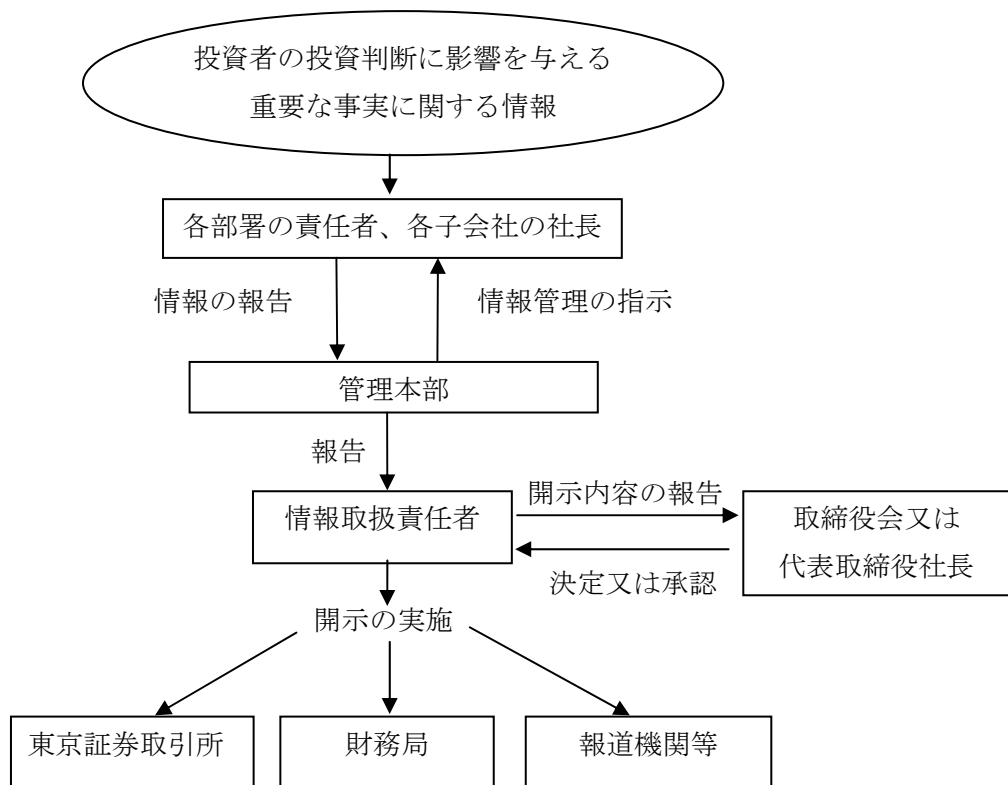 投資者の投資判断に影響を与える
重要な事実に関する情報
各部署の責任者、各子会社の社長
情報の報告
情報管理の指示
管理本部
報告
情報取扱責任者
開示内容の報告
取締役会又は
代表取締役社長
決定又は承認
開示の実施
東京証券取引所
財務局
報道機関等